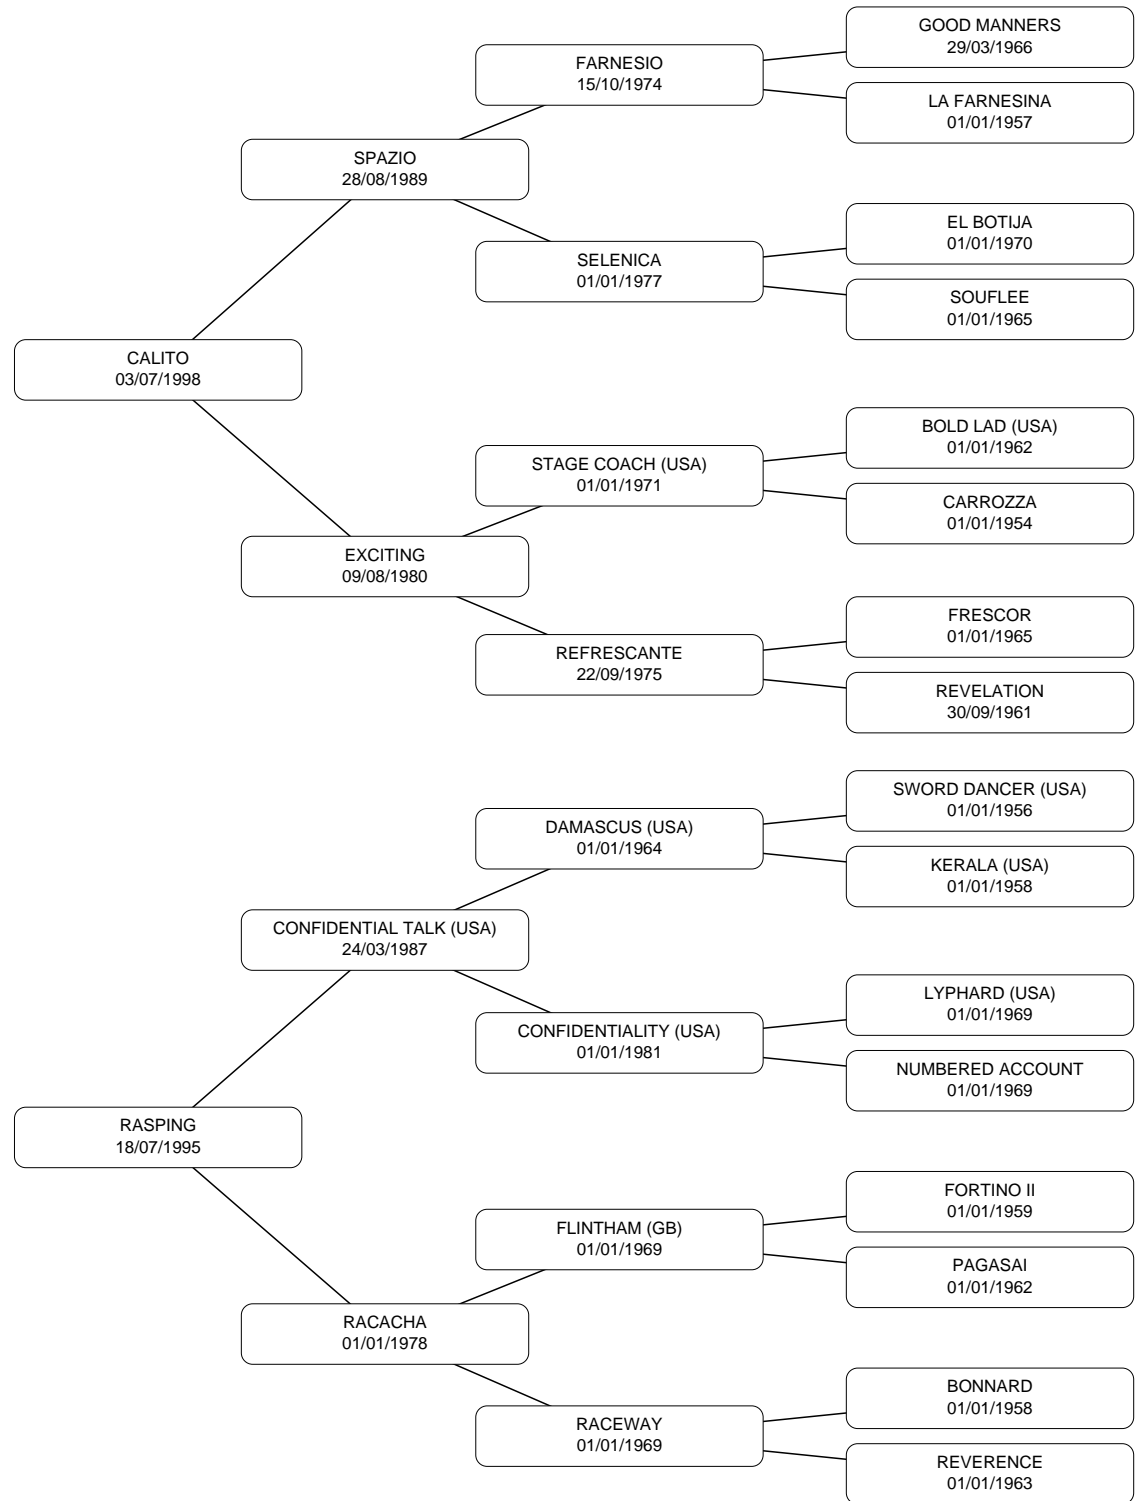 GOOD MANNERS
29/03/1966
FARNESIO
15/10/1974
LA FARNESINA
01/01/1957
SPAZIO
28/08/1989
EL BOTIJA
01/01/1970
SELENICA
01/01/1977
SOUFLEE
01/01/1965
CALITO
03/07/1998
BOLD LAD (USA)
01/01/1962
STAGE COACH (USA)
01/01/1971
CARROZZA
01/01/1954
EXCITING
09/08/1980
FRESCOR
01/01/1965
REFRESCANTE
22/09/1975
REVELATION
30/09/1961
SWORD DANCER (USA)
01/01/1956
DAMASCUS (USA)
01/01/1964
KERALA (USA)
01/01/1958
CONFIDENTIAL TALK (USA)
24/03/1987
LYPHARD (USA)
01/01/1969
CONFIDENTIALITY (USA)
01/01/1981
NUMBERED ACCOUNT
01/01/1969
RASPING
18/07/1995
FORTINO II
01/01/1959
FLINTHAM (GB)
01/01/1969
PAGASAI
01/01/1962
RACACHA
01/01/1978
BONNARD
01/01/1958
RACEWAY
01/01/1969
REVERENCE
01/01/1963